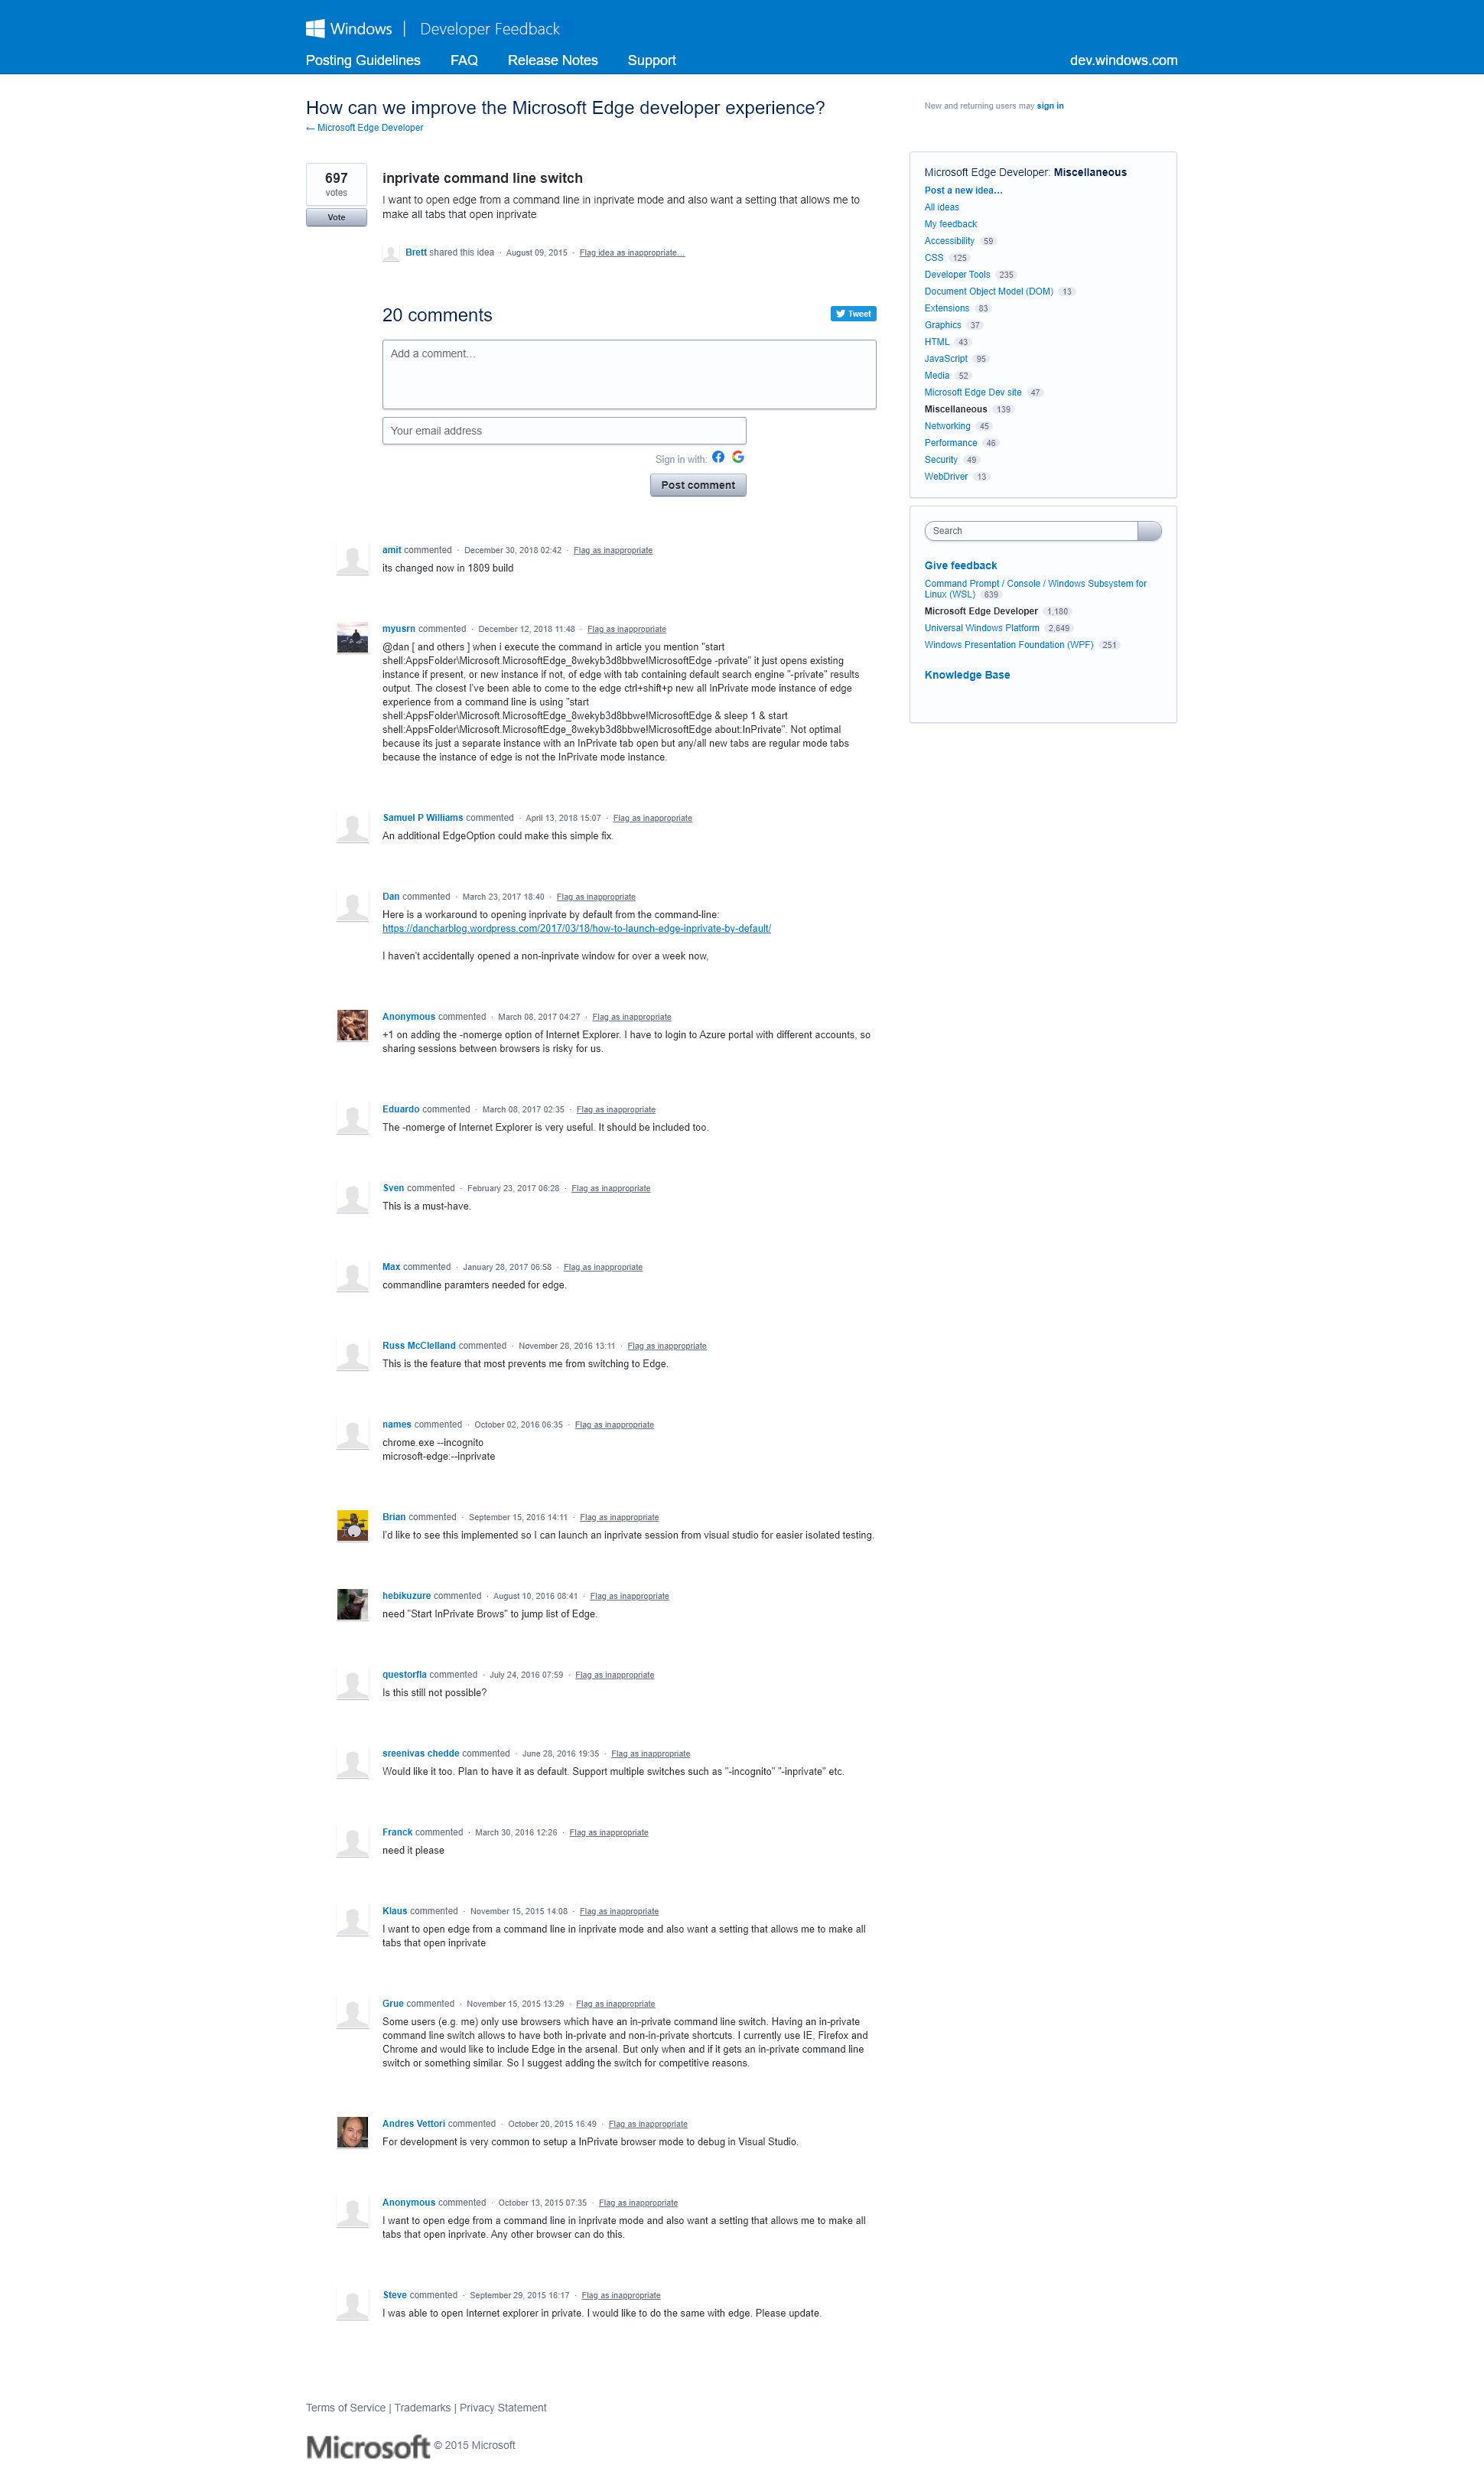 Windows | Developer Feedback
Posting Guidelines FAQ Release Notes Support dev.windows.com
How can we improve the Microsoft Edge developer experience?
← Microsoft Edge Developer
New and returning users may sign in
697
votes
Vote
inprivate command line switch
I want to open edge from a command line in inprivate mode and also want a setting that allows me to
make all tabs that open inprivate
Brett shared this idea · August 09, 2015 · Flag idea as inappropriate…
20 comments
Tweet
Add a comment…
Your email address
Sign in with:
Post comment
amit commented · December 30, 2018 02:42 · Flag as inappropriate
its changed now in 1809 build
myusrn commented · December 12, 2018 11:48 · Flag as inappropriate
@dan [ and others ] when i execute the command in article you mention "start
shell:AppsFolder\Microsoft.MicrosoftEdge_8wekyb3d8bbwe!MicrosoftEdge -private" it just opens existing
instance if present, or new instance if not, of edge with tab containing default search engine "-private" results
output. The closest I've been able to come to the edge ctrl+shift+p new all InPrivate mode instance of edge
experience from a command line is using "start
shell:AppsFolder\Microsoft.MicrosoftEdge_8wekyb3d8bbwe!MicrosoftEdge & sleep 1 & start
shell:AppsFolder\Microsoft.MicrosoftEdge_8wekyb3d8bbwe!MicrosoftEdge about:InPrivate". Not optimal
because its just a separate instance with an InPrivate tab open but any/all new tabs are regular mode tabs
because the instance of edge is not the InPrivate mode instance.
Samuel P Williams commented · April 13, 2018 15:07 · Flag as inappropriate
An additional EdgeOption could make this simple fix.
Dan commented · March 23, 2017 18:40 · Flag as inappropriate
Here is a workaround to opening inprivate by default from the command-line:
https://dancharblog.wordpress.com/2017/03/18/how-to-launch-edge-inprivate-by-default/
I haven't accidentally opened a non-inprivate window for over a week now,
Anonymous commented · March 08, 2017 04:27 · Flag as inappropriate
+1 on adding the -nomerge option of Internet Explorer. I have to login to Azure portal with different accounts, so
sharing sessions between browsers is risky for us.
Eduardo commented · March 08, 2017 02:35 · Flag as inappropriate
The -nomerge of Internet Explorer is very useful. It should be included too.
Sven commented · February 23, 2017 06:28 · Flag as inappropriate
This is a must-have.
Max commented · January 28, 2017 06:58 · Flag as inappropriate
commandline paramters needed for edge.
Russ McClelland commented · November 28, 2016 13:11 · Flag as inappropriate
This is the feature that most prevents me from switching to Edge.
names commented · October 02, 2016 06:35 · Flag as inappropriate
chrome.exe --incognito
microsoft-edge:--inprivate
Brian commented · September 15, 2016 14:11 · Flag as inappropriate
I'd like to see this implemented so I can launch an inprivate session from visual studio for easier isolated testing.
hebikuzure commented · August 10, 2016 08:41 · Flag as inappropriate
need "Start InPrivate Brows" to jump list of Edge.
questorfla commented · July 24, 2016 07:59 · Flag as inappropriate
Is this still not possible?
sreenivas chedde commented · June 28, 2016 19:35 · Flag as inappropriate
Would like it too. Plan to have it as default. Support multiple switches such as "-incognito" "-inprivate" etc.
Franck commented · March 30, 2016 12:26 · Flag as inappropriate
need it please
Klaus commented · November 15, 2015 14:08 · Flag as inappropriate
I want to open edge from a command line in inprivate mode and also want a setting that allows me to make all
tabs that open inprivate
Grue commented · November 15, 2015 13:29 · Flag as inappropriate
Some users (e.g. me) only use browsers which have an in-private command line switch. Having an in-private
command line switch allows to have both in-private and non-in-private shortcuts. I currently use IE, Firefox and
Chrome and would like to include Edge in the arsenal. But only when and if it gets an in-private command line
switch or something similar. So I suggest adding the switch for competitive reasons.
Andres Vettori commented · October 20, 2015 16:49 · Flag as inappropriate
For development is very common to setup a InPrivate browser mode to debug in Visual Studio.
Anonymous commented · October 13, 2015 07:35 · Flag as inappropriate
I want to open edge from a command line in inprivate mode and also want a setting that allows me to make all
tabs that open inprivate. Any other browser can do this.
Steve commented · September 29, 2015 16:17 · Flag as inappropriate
I was able to open Internet explorer in private. I would like to do the same with edge. Please update.
Microsoft Edge Developer: Miscellaneous
Post a new idea…
All ideas
My feedback
Accessibility 59
CSS 125
Developer Tools 235
Document Object Model (DOM) 13
Extensions 83
Graphics 37
HTML 43
JavaScript 95
Media 52
Microsoft Edge Dev site 47
Miscellaneous 139
Networking 45
Performance 46
Security 49
WebDriver 13
Search
Give feedback
Command Prompt / Console / Windows Subsystem for
Linux (WSL) 639
Microsoft Edge Developer 1,180
Universal Windows Platform 2,649
Windows Presentation Foundation (WPF) 251
Knowledge Base
Terms of Service | Trademarks | Privacy Statement
Microsoft © 2015 Microsoft